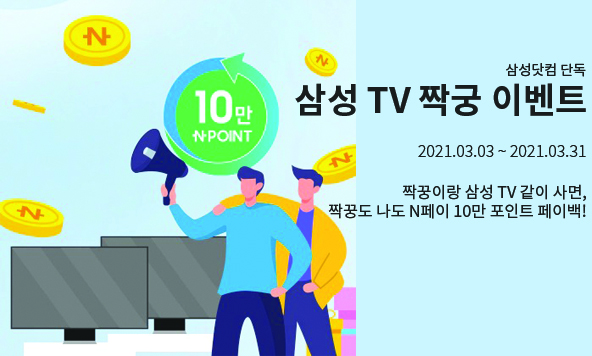 10만
N-POINT
삼성닷컴 단독
삼성 TV 짝궁 이벤트
2021.03.03 ~ 2021.03.31
짝꿍이랑 삼성 TV 같이 사면,
짝꿍도 나도 N페이 10만 포인트 페이백!